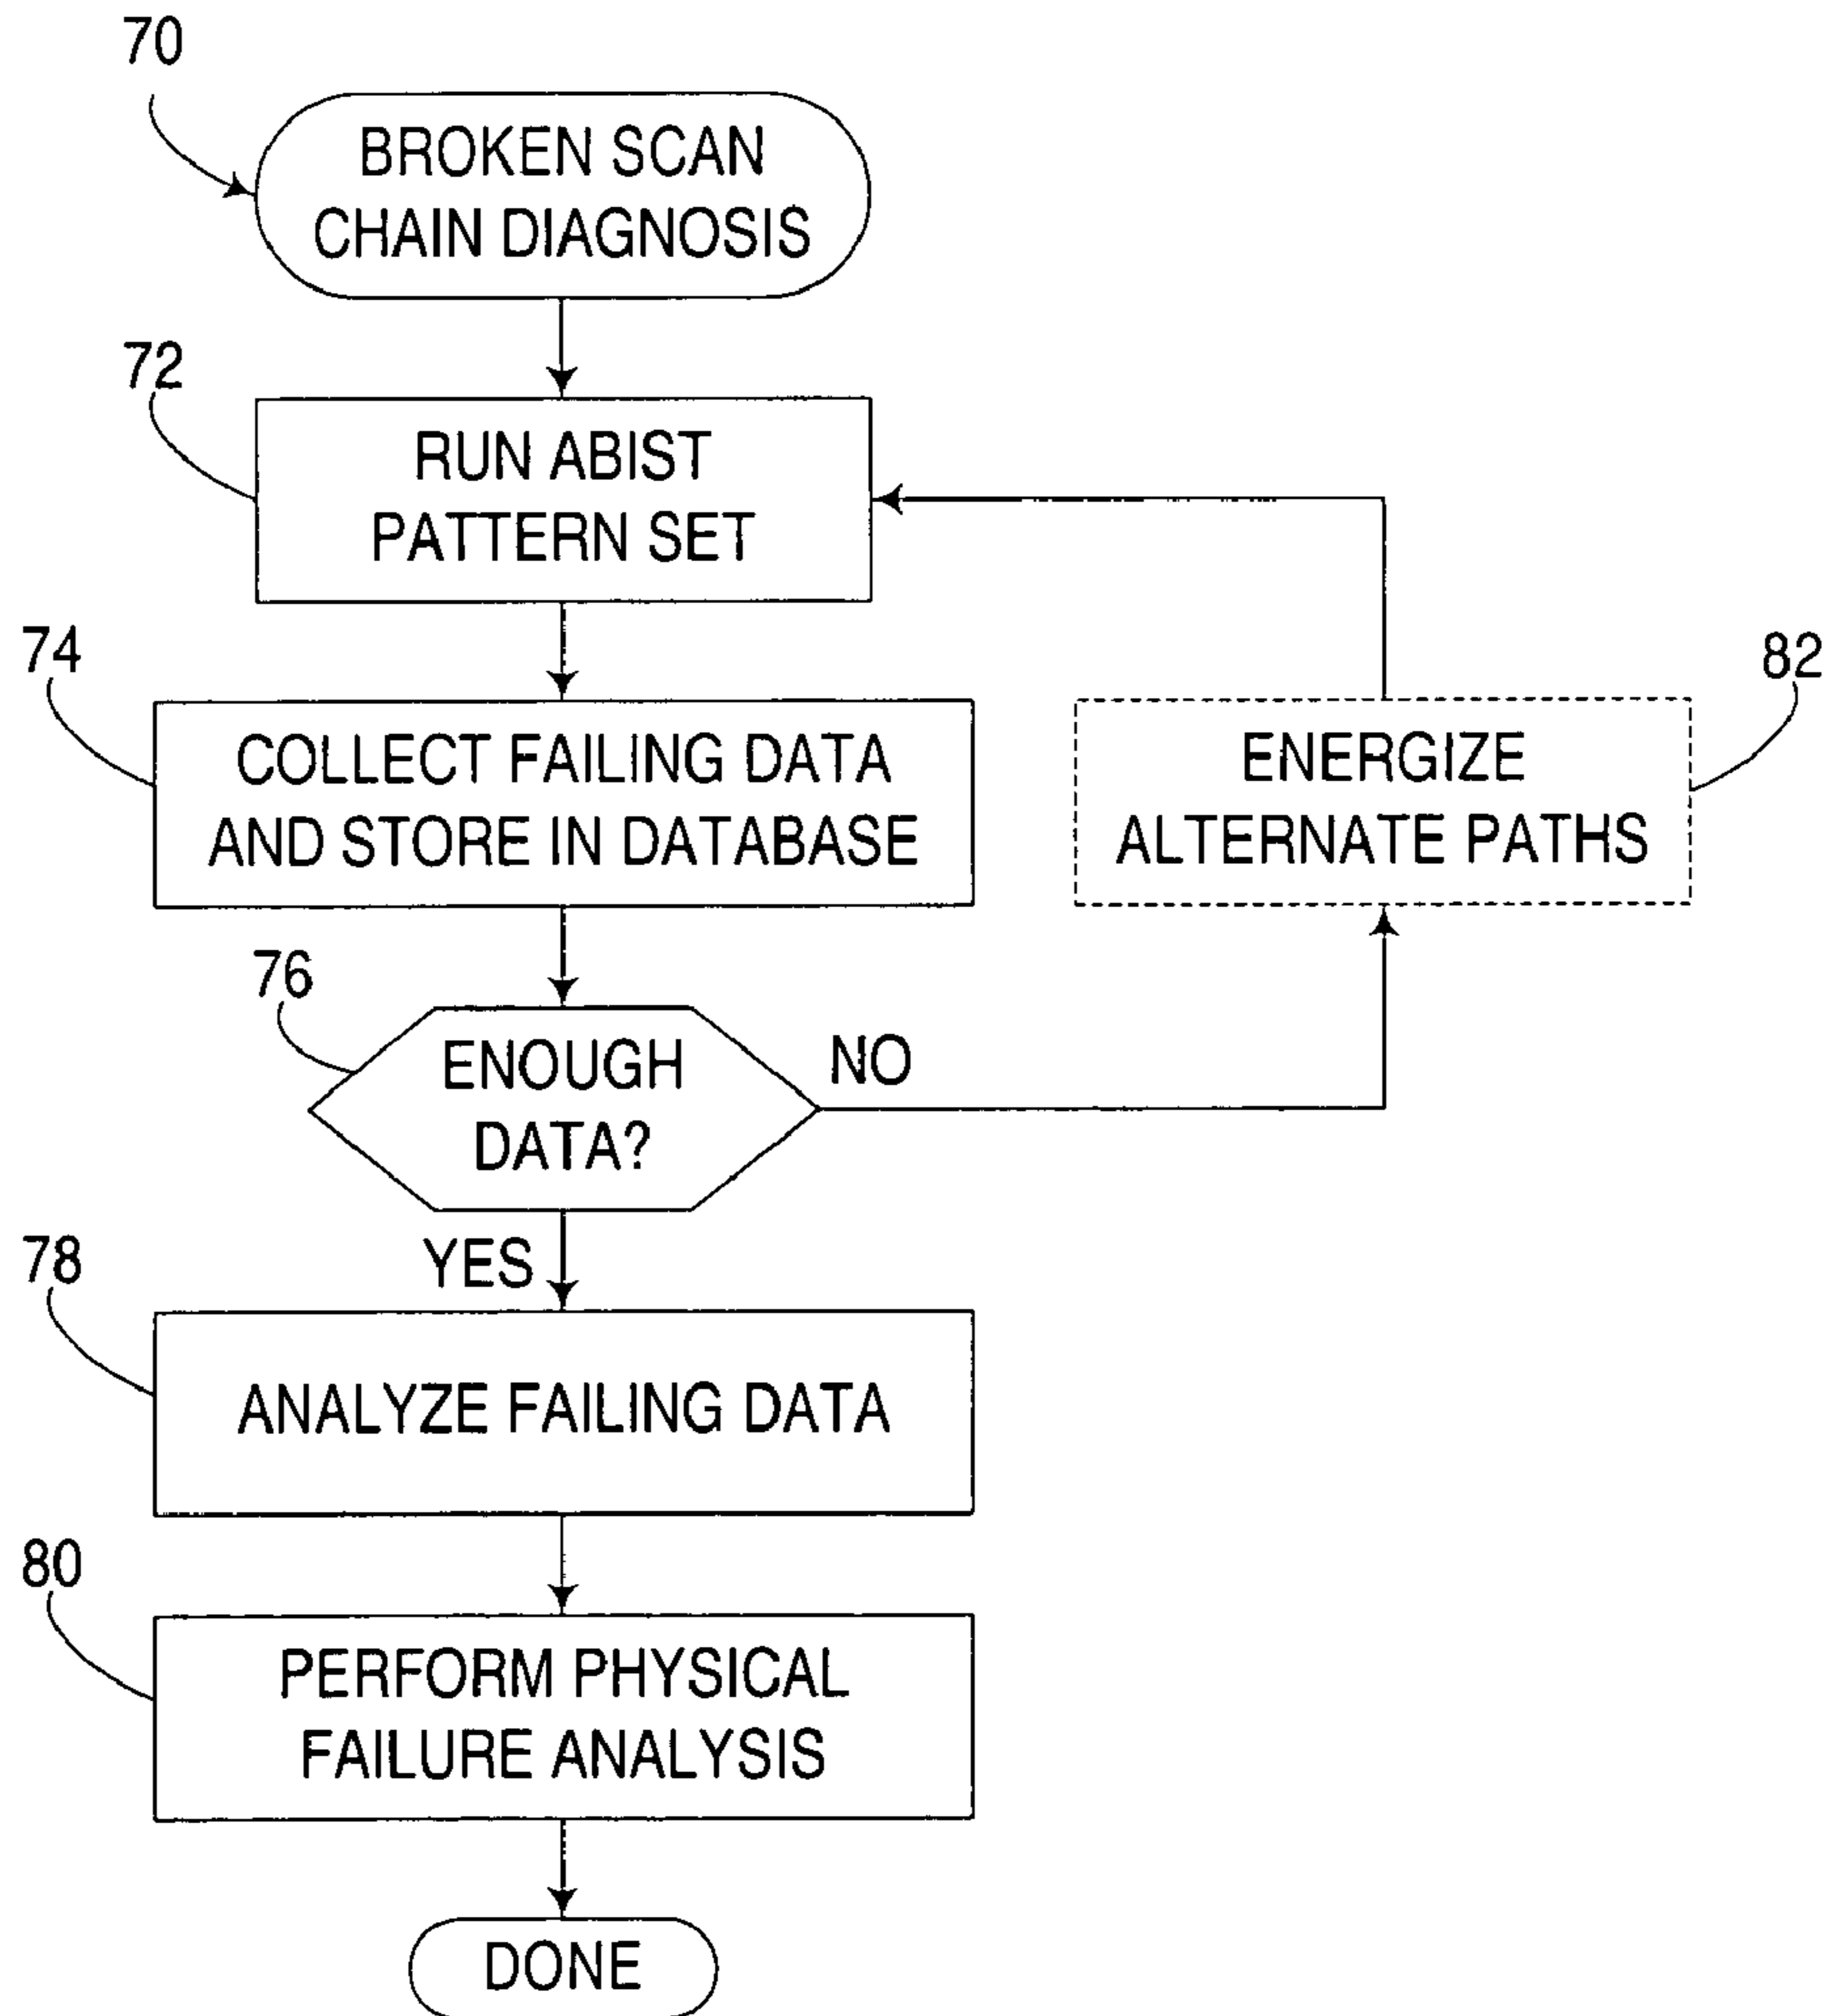 70
BROKEN SCAN
CHAIN DIAGNOSIS
72
RUN ABIST
PATTERN SET
74
COLLECT FAILING DATA
AND STORE IN DATABASE
82
ENERGIZE
ALTERNATE PATHS
76
ENOUGH
DATA?
NO
YES
78
ANALYZE FAILING DATA
80
PERFORM PHYSICAL
FAILURE ANALYSIS
DONE